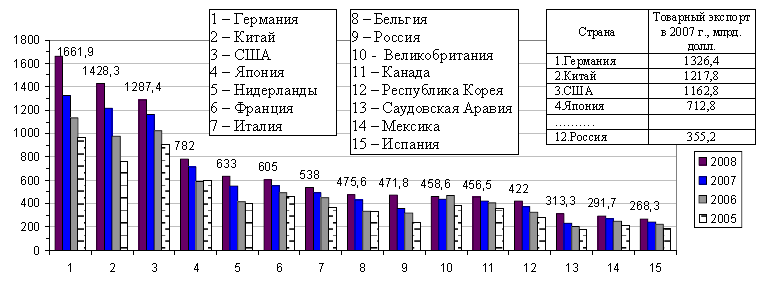 1 – Германия
2 – Китай
3 – США
4 – Япония
5 – Нидерланды
6 – Франция
7 – Италия
8 – Бельгия
9 – Россия
10 - Великобритания
11 – Канада
12 – Республика Корея
13 – Саудовская Аравия
14 – Мексика
15 – Испания
Страна
Товарный экспорт
в 2007 г., млрд.
долл.
1.Германия 1326,4
2.Китай 1217,8
3.США 1162,8
4.Япония 712,8
..........
12.Россия 355,2
1800
1600
1400
1200
1000
800
600
400
200
0
1661,9
1428,3
1287,4
782
633
605
538
475,6
471,8
458,6
456,5
422
313,3
291,7
268,3
1 2 3 4 5 6 7 8 9 10 11 12 13 14 15
2008
2007
2006
2005